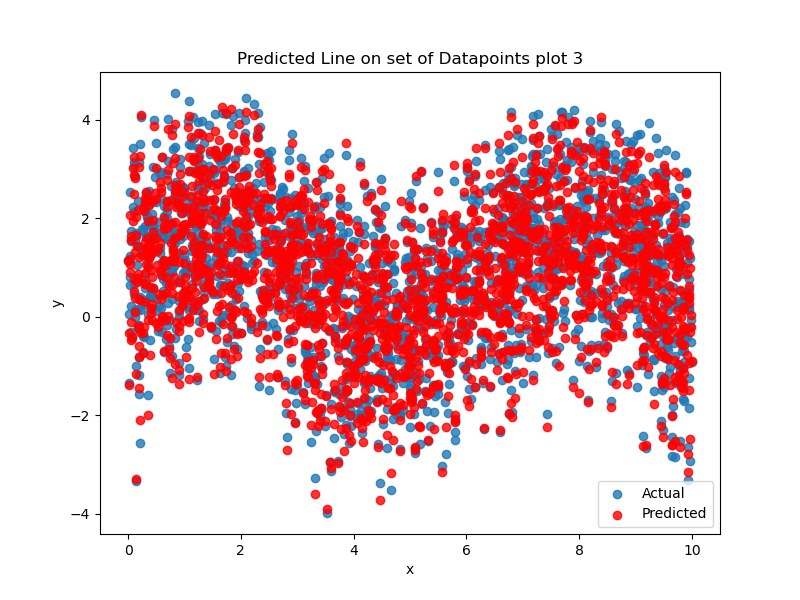 Predicted Line on set of Datapoints plot 3
4
2
0
−2
−4
y
0 2 4 6 8 10
x
Actual
Predicted